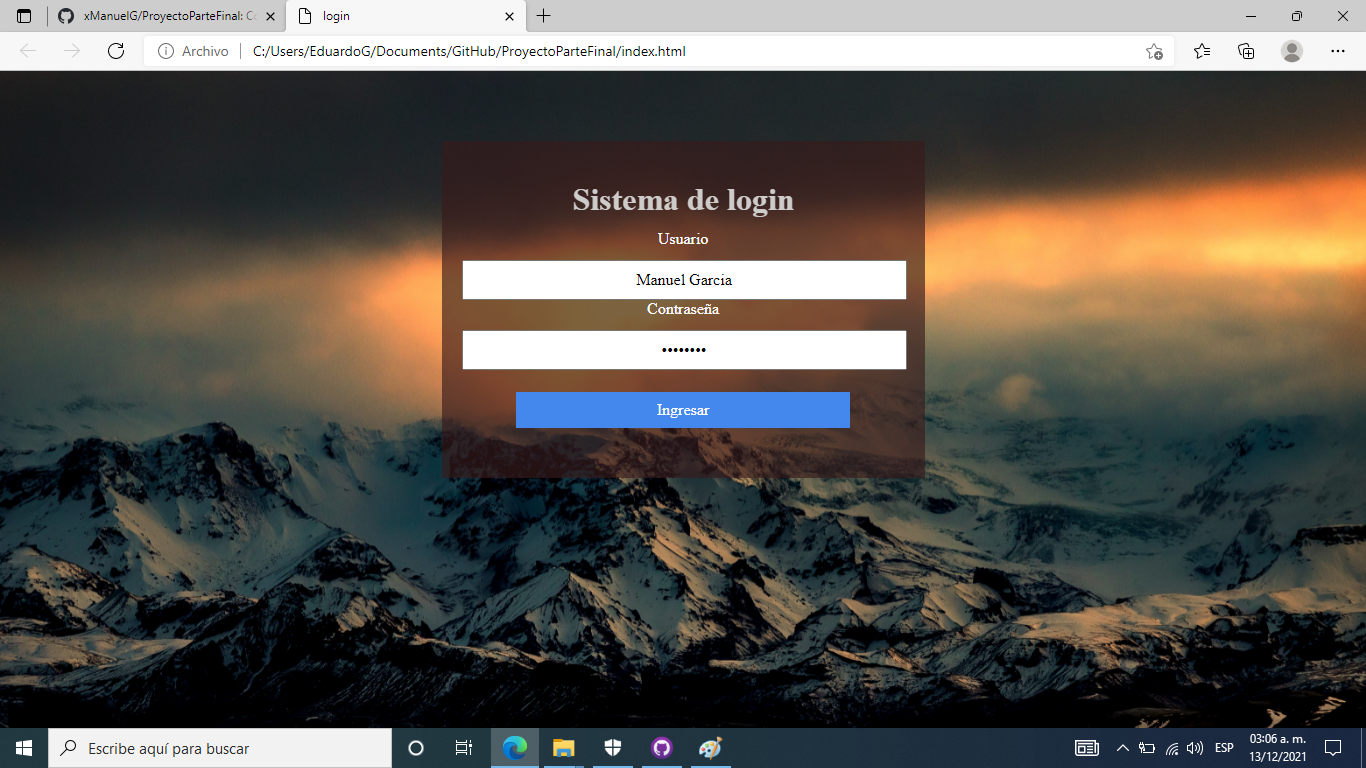 xManuelG/ProyectoParteFinal: Co
login
Archivo
C:/Users/EduardoG/Documents/GitHub/ProyectoParteFinal/index.html
Sistema de login
Usuario
Manuel Garcia
Contraseña
••••••••
Ingresar
Escribe aquí para buscar
ESP
03:06 a. m.
13/12/2021